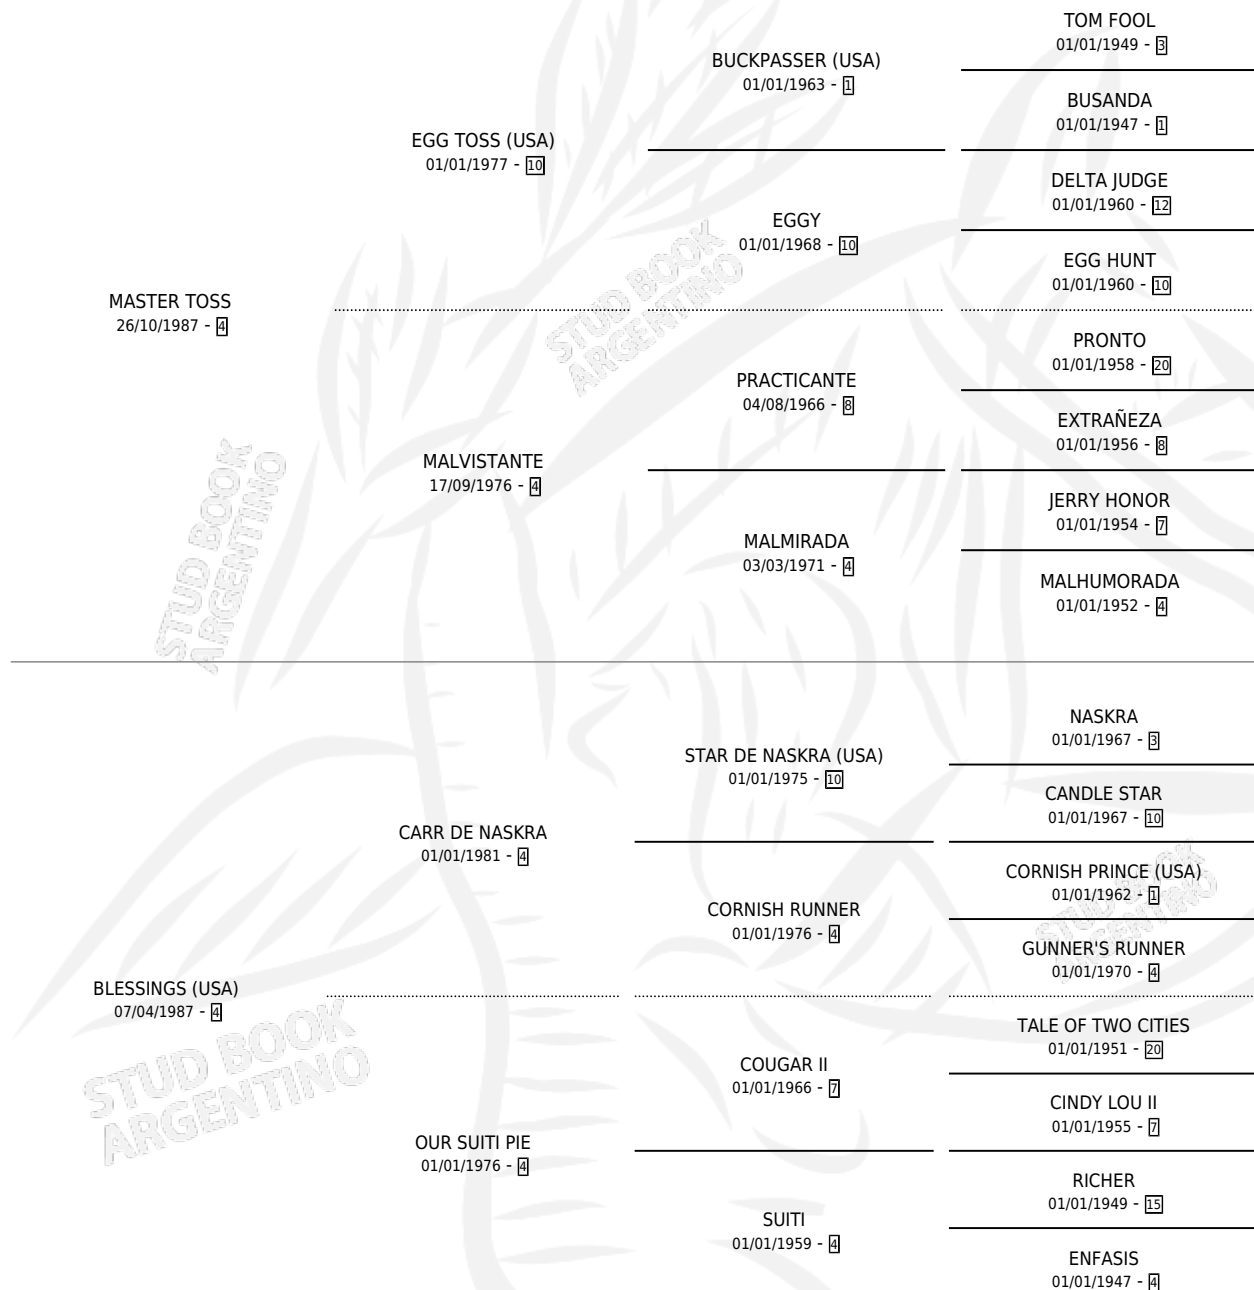 TOM FOOL
01/01/1949 - 3
BUCKPASSER (USA)
01/01/1963 - 1
BUSANDA
01/01/1947 - 1
EGG TOSS (USA)
01/01/1977 - 10
DELTA JUDGE
01/01/1960 - 12
EGGY
01/01/1968 - 10
EGG HUNT
01/01/1960 - 10
MASTER TOSS
26/10/1987 - 4
PRONTO
01/01/1958 - 20
PRACTICANTE
04/08/1966 - 8
EXTRAÑEZA
01/01/1956 - 8
MALVISTANTE
17/09/1976 - 4
JERRY HONOR
01/01/1954 - 7
MALMIRADA
03/03/1971 - 4
MALHUMORADA
01/01/1952 - 4
NASKRA
01/01/1967 - 3
STAR DE NASKRA (USA)
01/01/1975 - 10
CANDLE STAR
01/01/1967 - 10
CARR DE NASKRA
01/01/1981 - 4
CORNISH PRINCE (USA)
01/01/1962 - 1
CORNISH RUNNER
01/01/1976 - 4
GUNNER'S RUNNER
01/01/1970 - 4
BLESSINGS (USA)
07/04/1987 - 4
TALE OF TWO CITIES
01/01/1951 - 20
COUGAR II
01/01/1966 - 7
CINDY LOU II
01/01/1955 - 7
OUR SUITI PIE
01/01/1976 - 4
RICHER
01/01/1949 - 15
SUITI
01/01/1959 - 4
ENFASIS
01/01/1947 - 4
STUD BOOK
ARGENTINO
STUD BOOK
ARGENTINO
STUD BOOK
ARGENTINO
STUD BOOK
ARGENTINO